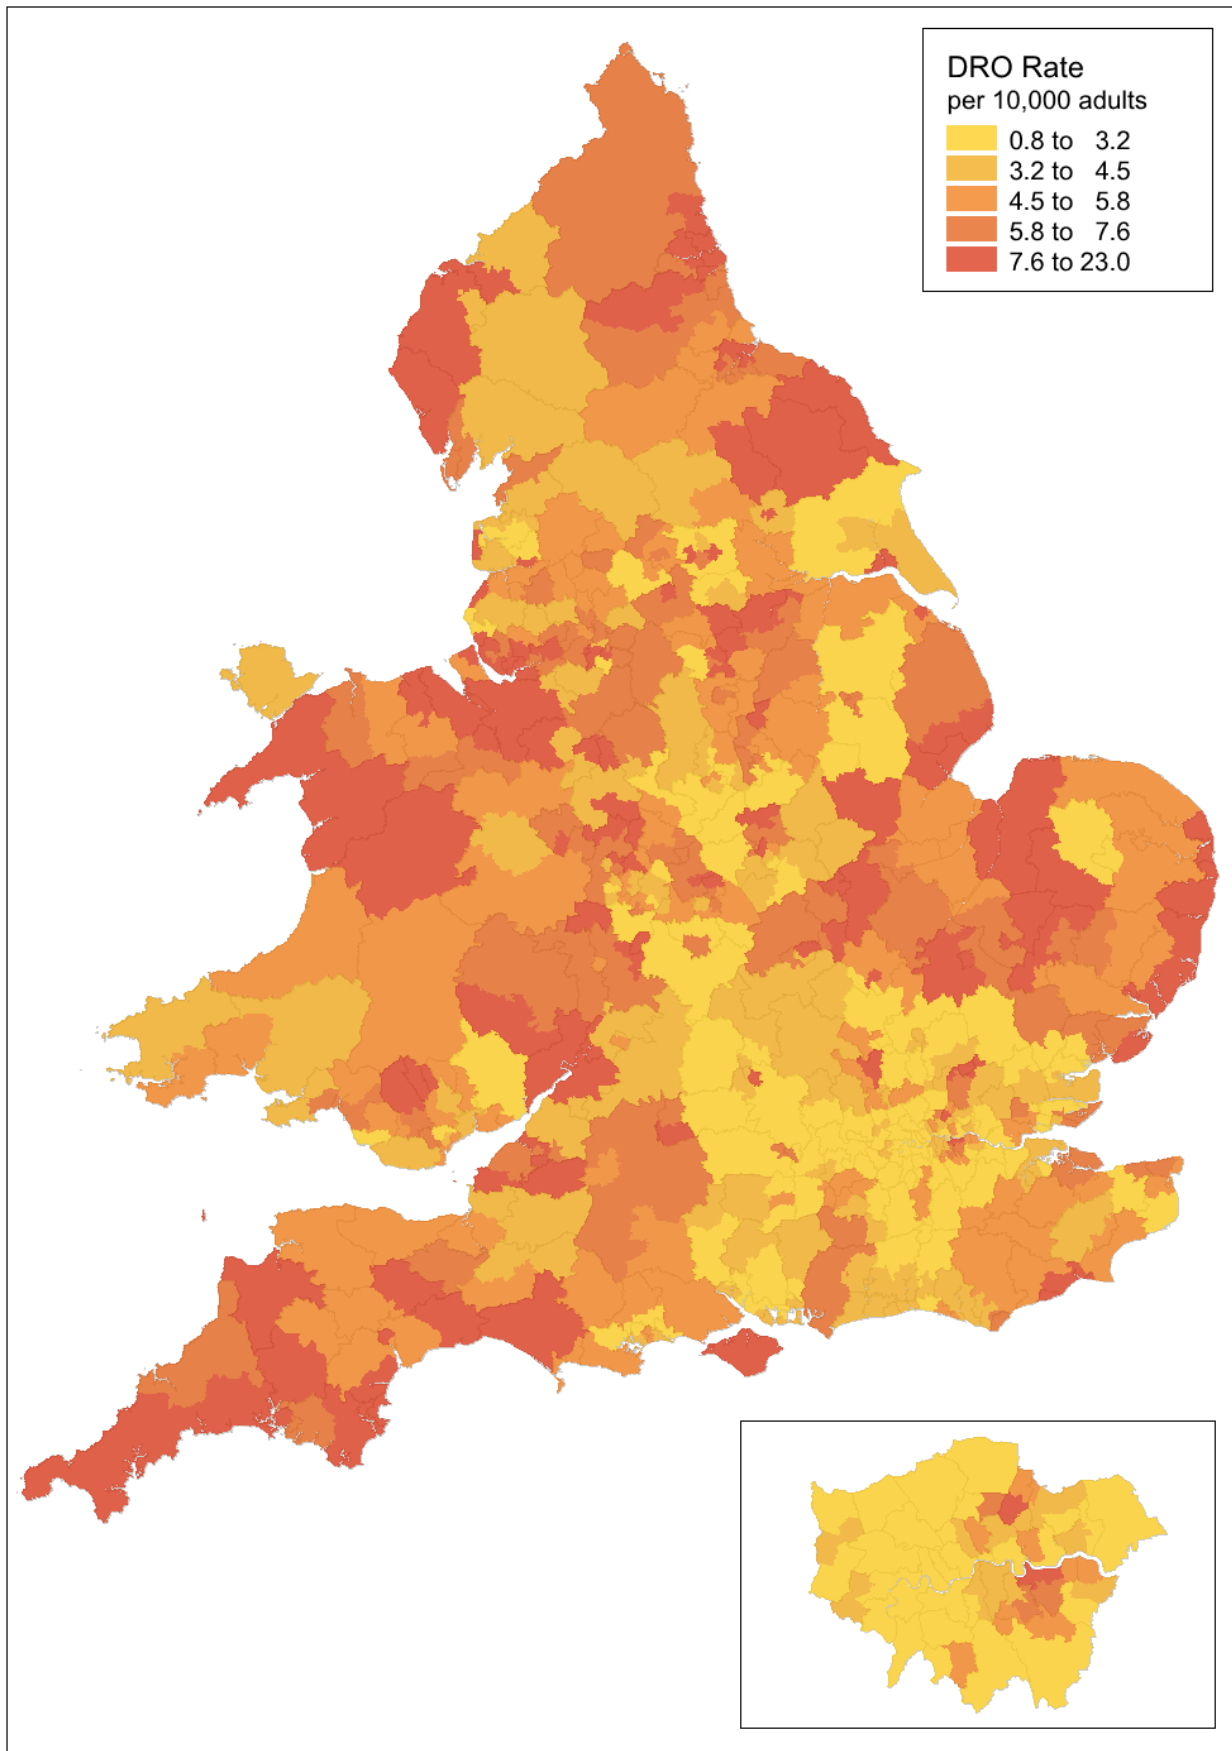 DRO Rate
per 10,000 adults
0.8 to 3.2
3.2 to 4.5
4.5 to 5.8
5.8 to 7.6
7.6 to 23.0